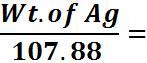 Wt.of Ag
107.88 =